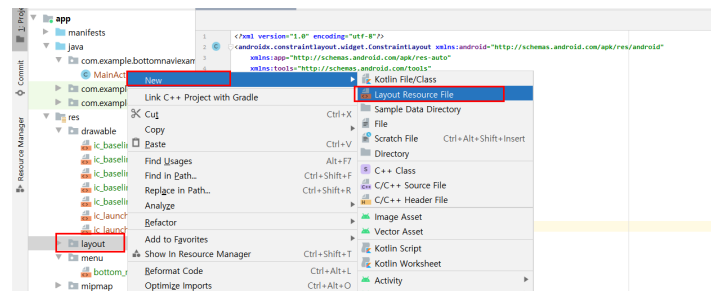 1: Proj
Commit
Resource Manager
app
manifests
java
com.example.bottomnaviexam
MainAct
com.exampl
com.exampl
res
drawable
ic_baselin
ic_baselin
ic_baselin
ic_baselin
ic_launch
ic_launch
layout
menu
bottom_n
mipmap
1 <?xml version="1.0" encoding="utf-8"?>
2 <androidx.constraintlayout.widget.ConstraintLayout xmlns:android="http://schemas.android.com/apk/res/android"
3 xmlns:app="http://schemas.android.com/apk/res-auto"
4 xmlns:tools="http://schemas.android.com/tools"
New
Link C++ Project with Gradle
Cut Ctrl+X
Copy
Paste Ctrl+V
Find Usages Alt+F7
Find in Path... Ctrl+Shift+F
Replace in Path... Ctrl+Shift+R
Analyze
Refactor
Add to Favorites
Show In Resource Manager Ctrl+Shift+T
Reformat Code Ctrl+Alt+L
Optimize Imports Ctrl+Alt+O
Kotlin File/Class
Layout Resource File
Sample Data Directory
File
Scratch File Ctrl+Alt+Shift+Insert
Directory
C++ Class
C/C++ Source File
C/C++ Header File
Image Asset
Vector Asset
Kotlin Script
Kotlin Worksheet
Activity